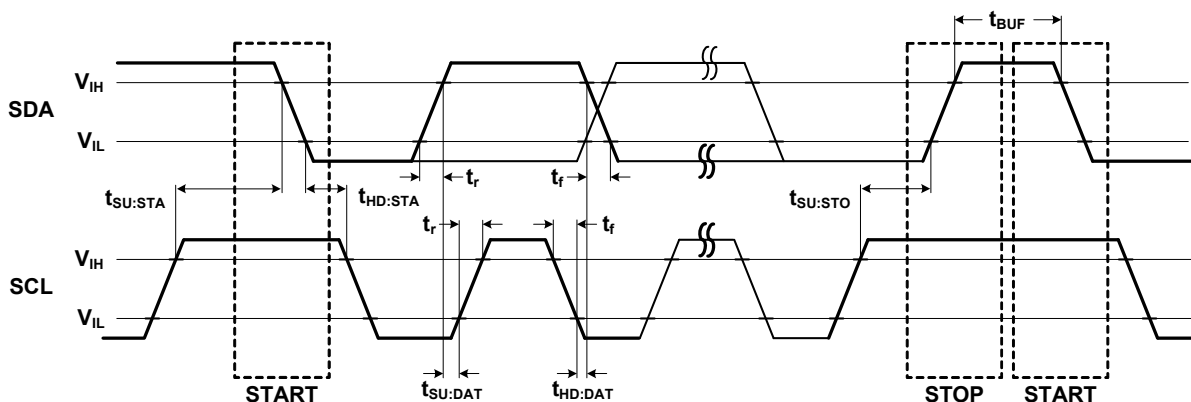 tBUF
VIH
SDA
VIL
tr
tf
tSU:STA
tHD:STA
tSU:STO
tr
tf
VIH
SCL
VIL
tSU:DAT
tHD:DAT
START
STOP
START